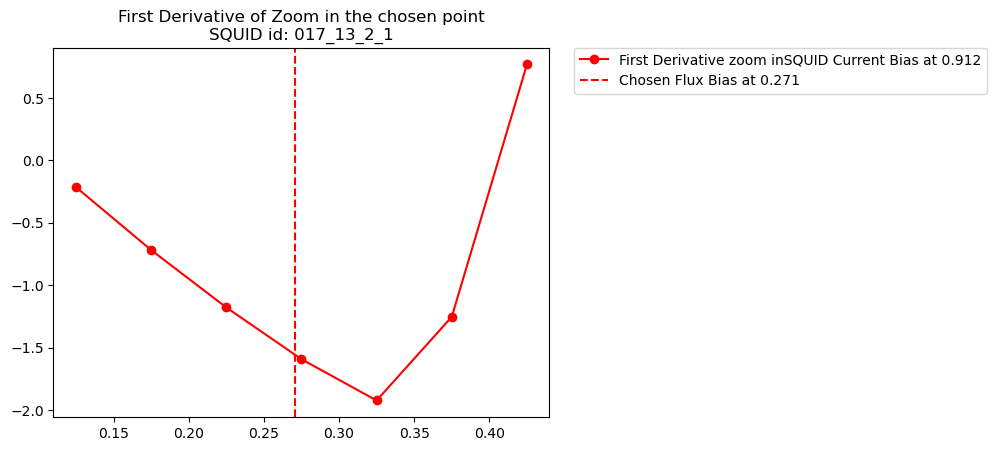 First Derivative of Zoom in the chosen point
SQUID id: 017_13_2_1
First Derivative zoom inSQUID Current Bias at 0.912
Chosen Flux Bias at 0.271
0.5
0.0
−0.5
−1.0
−1.5
−2.0
0.15 0.20 0.25 0.30 0.35 0.40